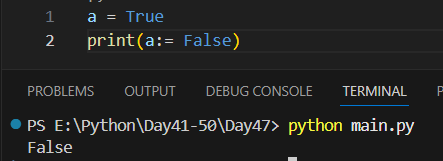 1 a = True
2 print(a:= False)
PROBLEMS OUTPUT DEBUG CONSOLE TERMINAL
PS E:\Python\Day41-50\Day47> python main.py
False